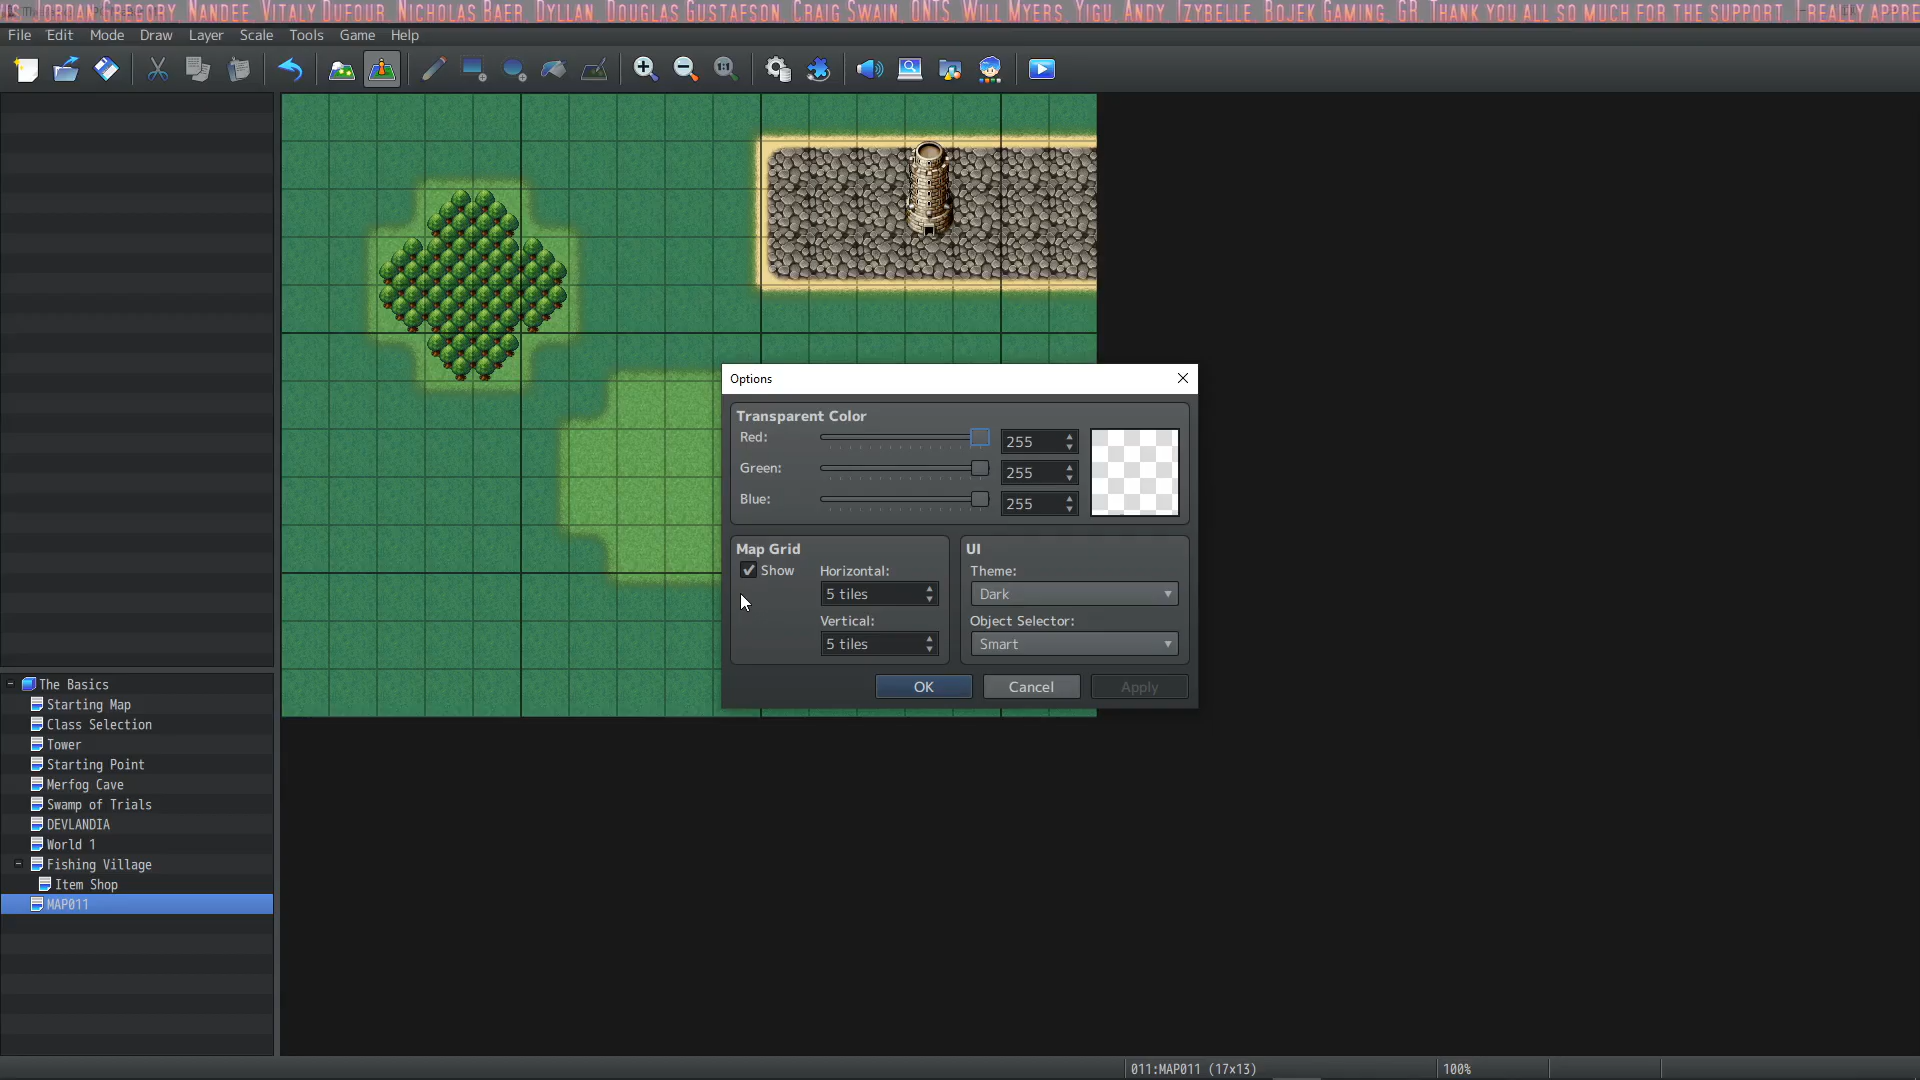 Jordan Gregory, Nandee, Vitaly Dufour, Nicholas Baer, Dyllan, Douglas Gustafson, Craig Swain, ONTS, Will Myers, Yigu, Andy, Izybelle, Bojek Gaming, GR Thank you all so much for the support, I really appre
File Edit Mode Draw Layer Scale Tools Game Help
Options
Transparent Color
Red: 255
Green: 255
Blue: 255
Map Grid
Show
Horizontal:
5 tiles
Vertical:
5 tiles
UI
Theme:
Dark
Object Selector:
Smart
OK Cancel Apply
The Basics
Starting Map
Class Selection
Tower
Starting Point
Merfog Cave
Swamp of Trials
DEVLANDIA
World 1
Fishing Village
Item Shop
MAP011
011:MAP011 (17×13) 100%